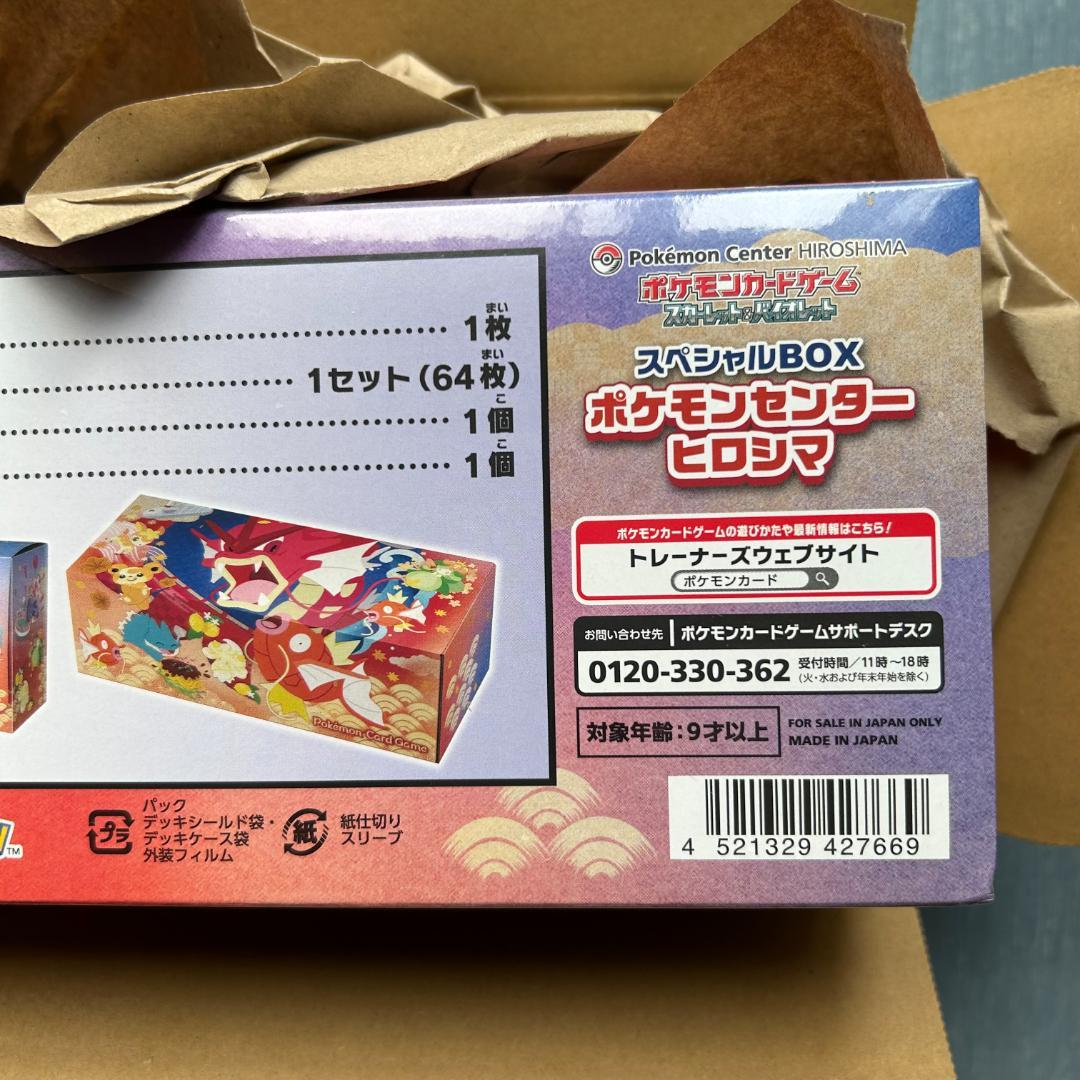 まい
1枚
まい
1セット(64枚)
こ
1個
こ
1個
Pokémon Card Game
TM
プラ
パック
デッキシールド袋・
デッキケース袋
外装フィルム
紙
紙仕切り
スリーブ
Pokémon Center HIROSHIMA
ポケモンカードゲーム
スカーレット&バイオレット
スペシャルBOX
ポケモンセンター
ヒロシマ
ポケモンカードゲームの遊びかたや最新情報はこちら!
トレーナーズウェブサイト
ポケモンカード
お問い合わせ先 ポケモンカードゲームサポートデスク
0120-330-362 受付時間/11時~18時
(火・水および年末年始を除く)
対象年齢:9才以上
FOR SALE IN JAPAN ONLY
MADE IN JAPAN
4 521329 427669